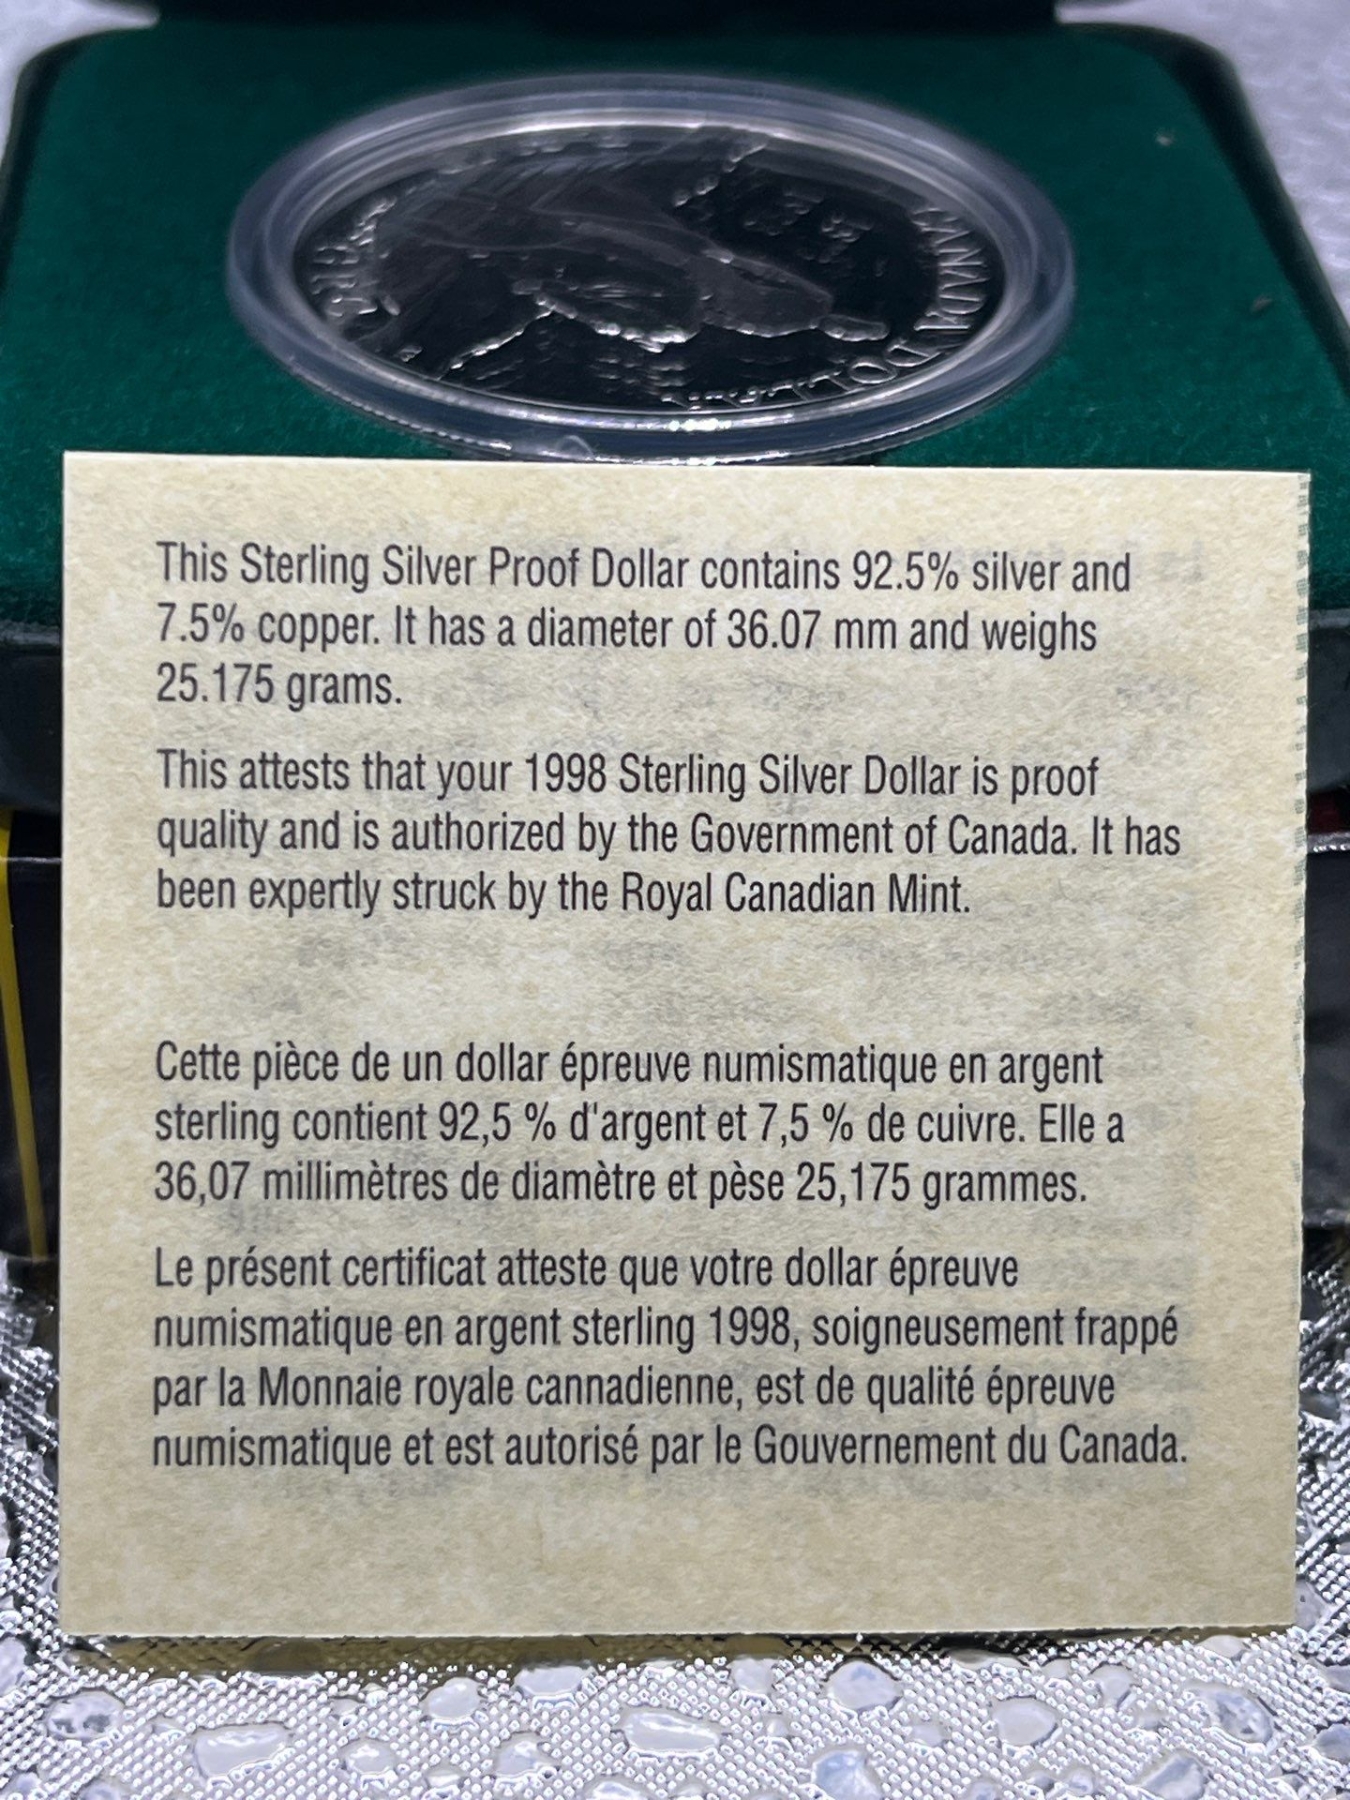 CANADA DOLLAR
This Sterling Silver Proof Dollar contains 92.5% silver and
7.5% copper. It has a diameter of 36.07 mm and weighs
25.175 grams.
This attests that your 1998 Sterling Silver Dollar is proof
quality and is authorized by the Government of Canada. It has
been expertly struck by the Royal Canadian Mint.
Cette pièce de un dollar épreuve numismatique en argent
sterling contient 92,5 % d'argent et 7,5 % de cuivre. Elle a
36,07 millimètres de diamètre et pèse 25,175 grammes.
Le présent certificat atteste que votre dollar épreuve
numismatique en argent sterling 1998, soigneusement frappé
par la Monnaie royale cannadienne, est de qualité épreuve
numismatique et est autorisé par le Gouvernement du Canada.